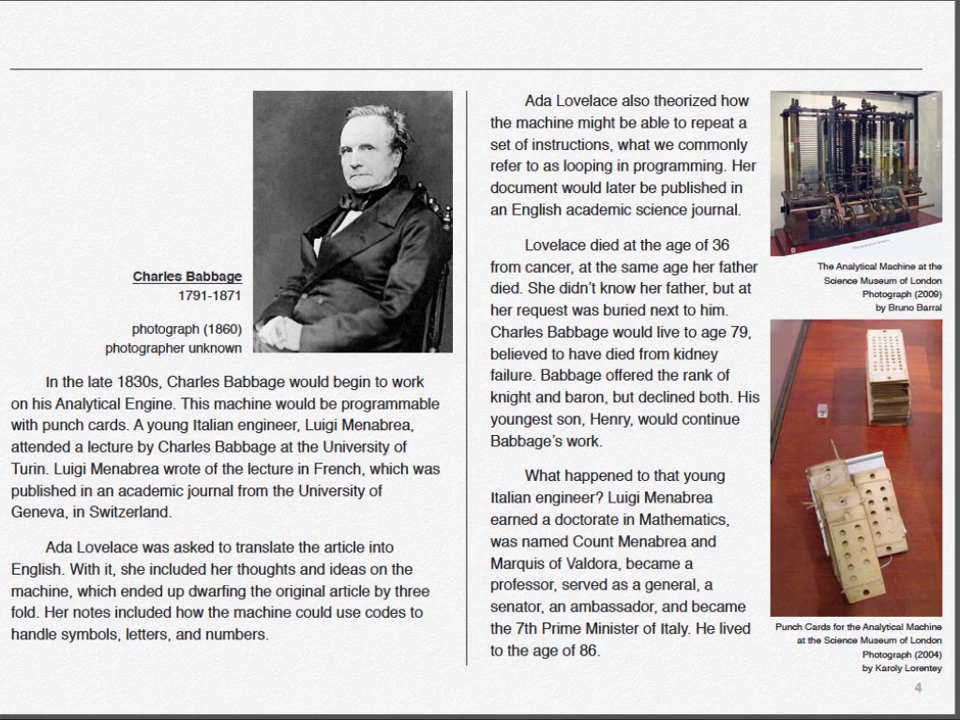 Charles Babbage
1791-1871
photograph (1860)
photographer unknown
In the late 1830s, Charles Babbage would begin to work
on his Analytical Engine. This machine would be programmable
with punch cards. A young Italian engineer, Luigi Menabrea,
attended a lecture by Charles Babbage at the University of
Turin. Luigi Menabrea wrote of the lecture in French, which was
published in an academic journal from the University of
Geneva, in Switzerland.
Ada Lovelace was asked to translate the article into
English. With it, she included her thoughts and ideas on the
machine, which ended up dwarfing the original article by three
fold. Her notes included how the machine could use codes to
handle symbols, letters, and numbers.
Ada Lovelace also theorized how
the machine might be able to repeat a
set of instructions, what we commonly
refer to as looping in programming. Her
document would later be published in
an English academic science journal.
Lovelace died at the age of 36
from cancer, at the same age her father
died. She didn’t know her father, but at
her request was buried next to him.
Charles Babbage would live to age 79,
believed to have died from kidney
failure. Babbage offered the rank of
knight and baron, but declined both. His
youngest son, Henry, would continue
Babbage’s work.
What happened to that young
Italian engineer? Luigi Menabrea
earned a doctorate in Mathematics,
was named Count Menabrea and
Marquis of Valdora, became a
professor, served as a general, a
senator, an ambassador, and became
the 7th Prime Minister of Italy. He lived
to the age of 86.
The Analytical Machine at the
Science Museum of London
Photograph (2009)
by Bruno Barral
Punch Cards for the Analytical Machine
at the Science Museum of London
Photograph (2004)
by Karoly Lorentey
4